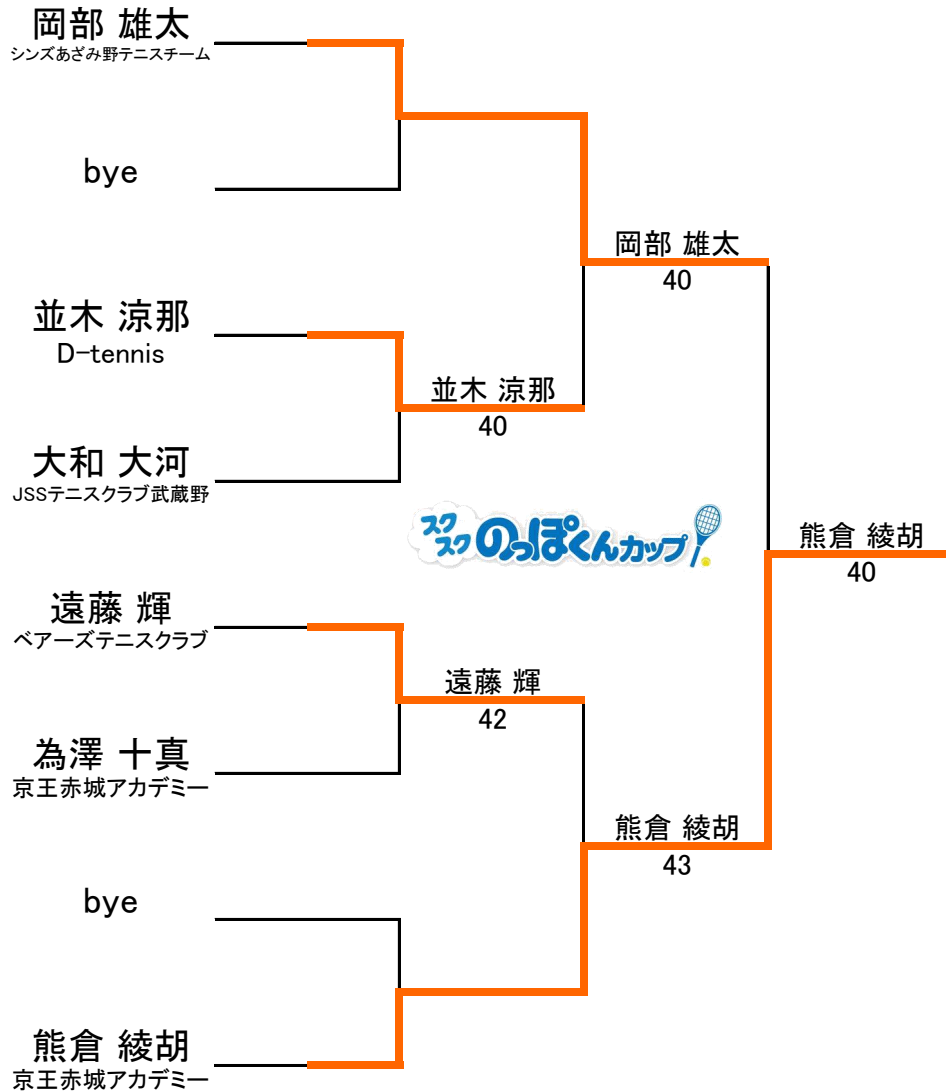 岡部 雄太
シンズあざみ野テニスチーム
bye
岡部 雄太
40
並木 涼那
D-tennis
並木 涼那
40
大和 大河
JSSテニスクラブ武蔵野
スク
スク のっぽくんカップ
熊倉 綾胡
40
遠藤 輝
ベアーズテニスクラブ
遠藤 輝
42
為澤 十真
京王赤城アカデミー
熊倉 綾胡
43
bye
熊倉 綾胡
京王赤城アカデミー